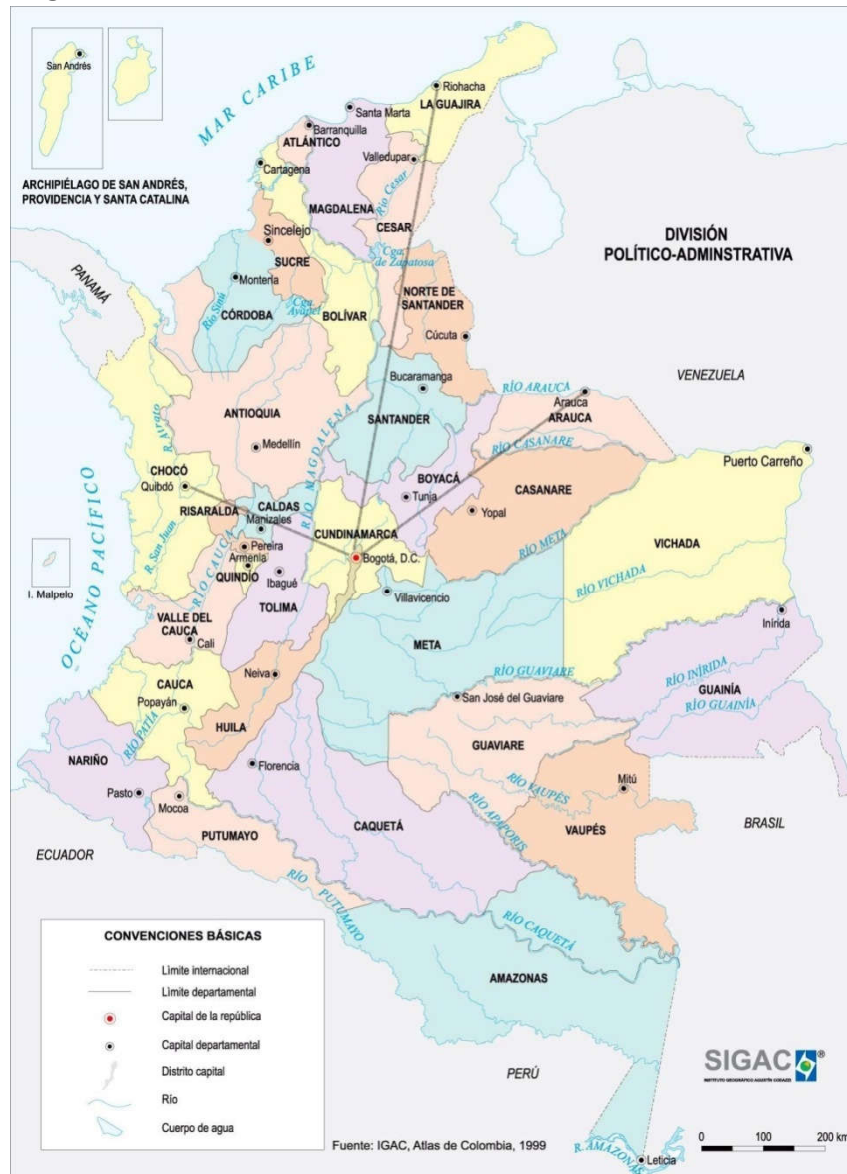 San Andrés
ARCHIPIÉLAGO DE SAN ANDRÉS,
PROVIDENCIA Y SANTA CATALINA
MAR CARIBE
Riohacha
LA GUAJIRA
Santa Marta
Barranquilla
ATLÁNTICO
Valledupar
Cartagena
MAGDALENA
Río Cesar
CESAR
DIVISIÓN
POLÍTICO-ADMINSTRATIVA
Sincelejo
SUCRE
Cga.
de Zapatosa
PANAMÁ
Montería
Río Sinú
CÓRDOBA
Cga.
Ayapel
BOLÍVAR
NORTE DE
SANTANDER
Cúcuta
VENEZUELA
Bucaramanga
SANTANDER
RÍO ARAUCA
Arauca
ARAUCA
ANTIOQUIA
Medellín
R. Atrato
RÍO MAGDALENA
RÍO CASANARE
Puerto Carreño
CHOCÓ
Quibdó
BOYACÁ
Tunja
CASANARE
Yopal
RISARALDA
CALDAS
Manizales
CUNDINAMARCA
Bogotá, D.C.
RÍO META
VICHADA
RÍO VICHADA
OCÉANO PACÍFICO
R. San Juan
RÍO CAUCA
Pereira
Armenia
QUINDÍO
Ibagué
TOLIMA
Villavicencio
I. Malpelo
VALLE DEL
CAUCA
Cali
META
Inírida
CAUCA
Popayán
Neiva
HUILA
RÍO GUAVIARE
San José del Guaviare
RÍO INÍRIDA
GUAINÍA
RÍO GUAINÍA
RÍO PATÍA
NARIÑO
Pasto
Mocoa
Florencia
GUAVIARE
RÍO VAUPÉS
Mitú
VAUPÉS
CAQUETÁ
RÍO APAPORIS
BRASIL
PUTUMAYO
ECUADOR
RÍO PUTUMAYO
RÍO CAQUETÁ
AMAZONAS
PERÚ
R. AMAZONAS
Leticia
CONVENCIONES BÁSICAS
Límite internacional
Límite departamental
Capital de la república
Capital departamental
Distrito capital
Río
Cuerpo de agua
Fuente: IGAC, Atlas de Colombia, 1999
SIGAC®
INSTITUTO GEOGRÁFICO AGUSTÍN CODAZZI
0 100 200 km